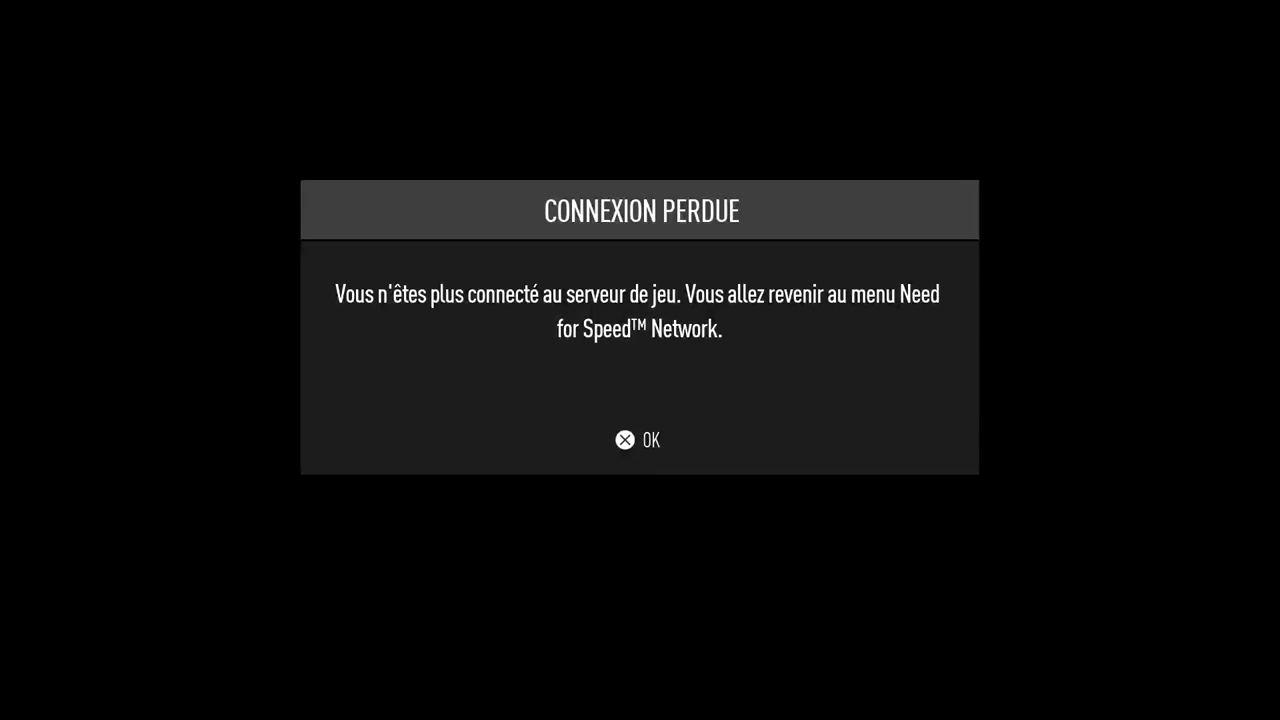 CONNEXION PERDUE
Vous n'êtes plus connecté au serveur de jeu. Vous allez revenir au menu Need
for Speed™ Network.
OK